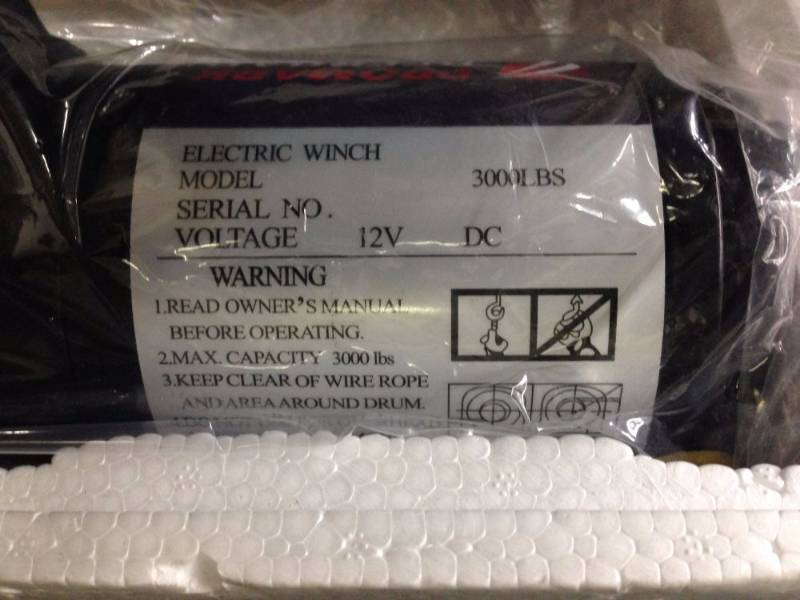 ELECTRIC WINCH
MODEL 3000LBS
SERIAL NO.
VOLTAGE 12V DC
WARNING
1.READ OWNER'S MANUAL
BEFORE OPERATING.
2.MAX. CAPACITY 3000 lbs
3.KEEP CLEAR OF WIRE ROPE
AND AREA AROUND DRUM.